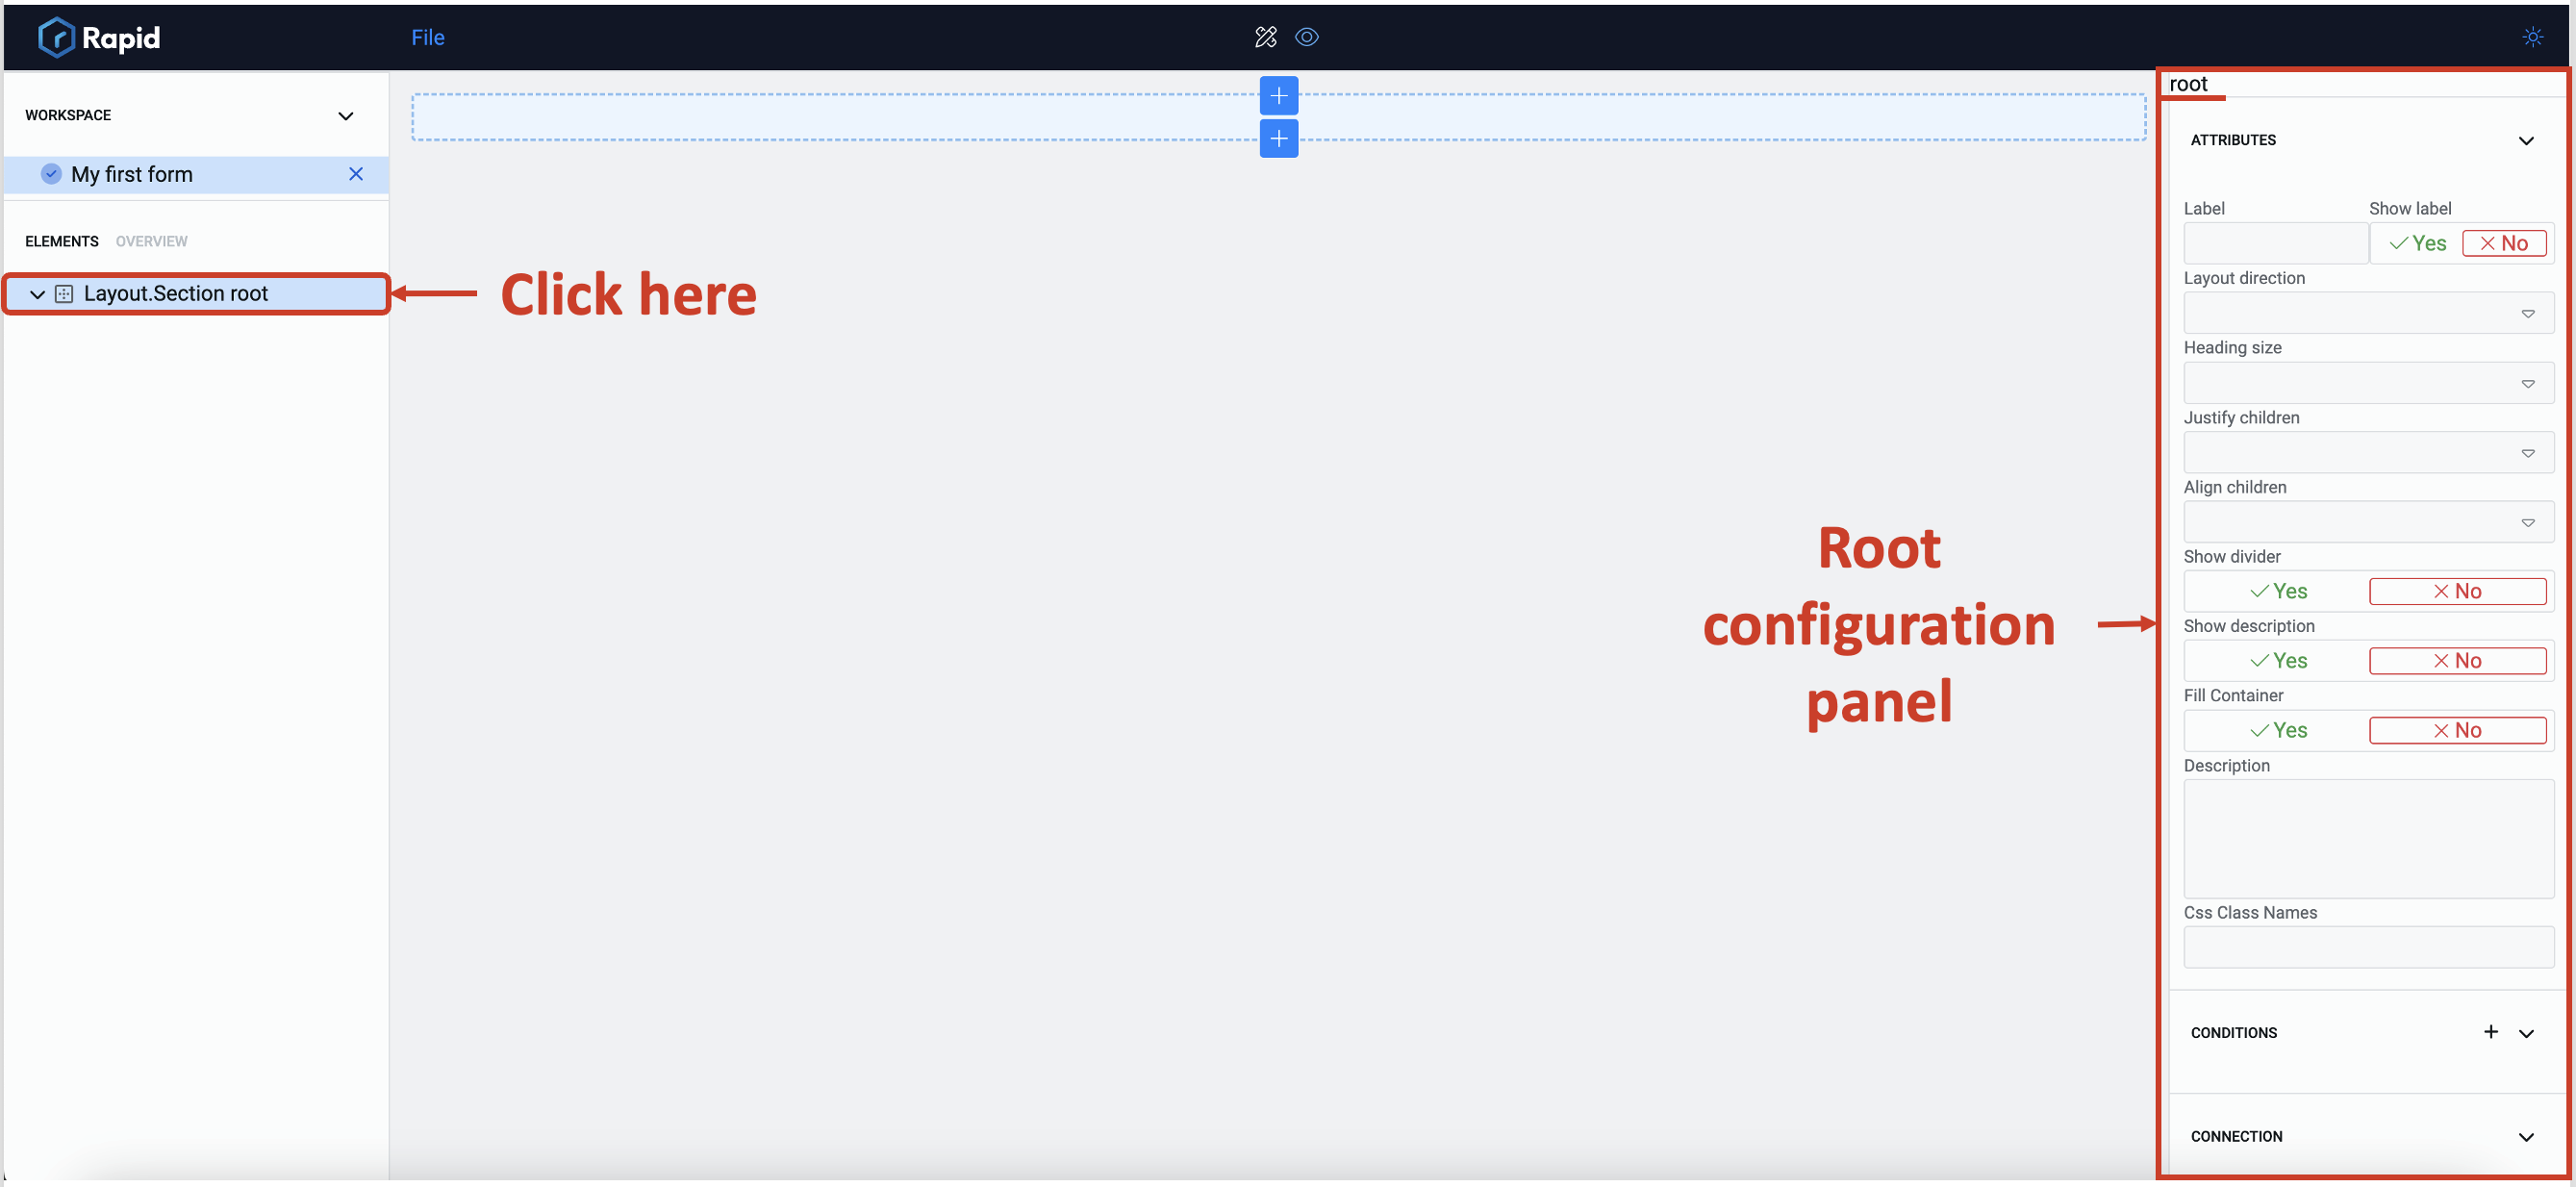 Rapid
File
WORKSPACE
My first form
ELEMENTS OVERVIEW
Layout.Section root
Click here
Root
configuration
panel
root
ATTRIBUTES
Label Show label
Yes No
Layout direction
Heading size
Justify children
Align children
Show divider
Yes No
Show description
Yes No
Fill Container
Yes No
Description
Css Class Names
CONDITIONS
CONNECTION